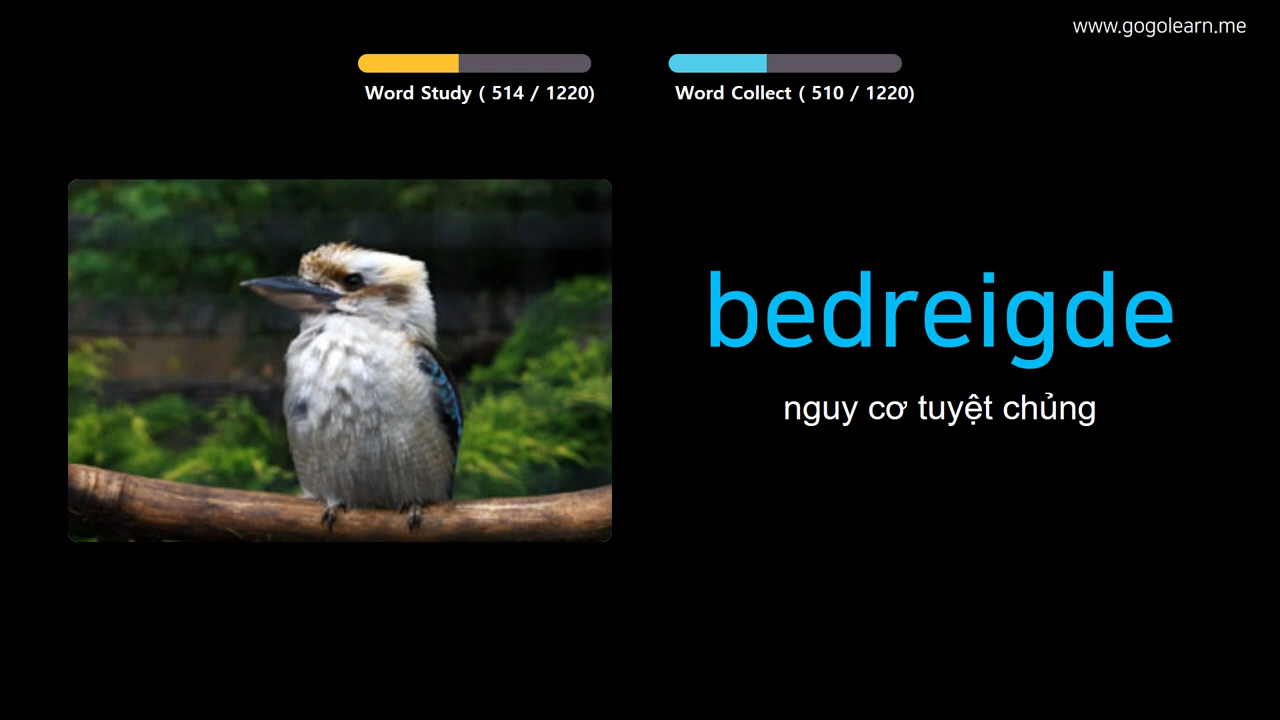 www.gogolearn.me
Word Study ( 514 / 1220)
Word Collect ( 510 / 1220)
bedreigde
nguy cơ tuyệt chủng